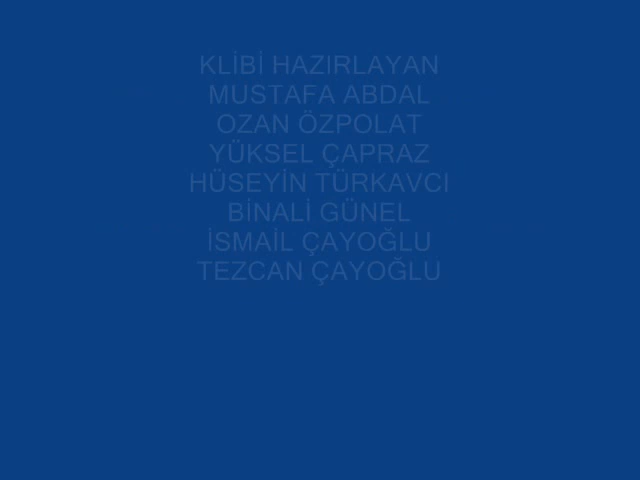 KLİBİ HAZIRLAYAN
MUSTAFA ABDAL
OZAN ÖZPOLAT
YÜKSEL ÇAPRAZ
HÜSEYİN TÜRKAVCI
BİNALİ GÜNEL
İSMAİL ÇAYOĞLU
TEZCAN ÇAYOĞLU